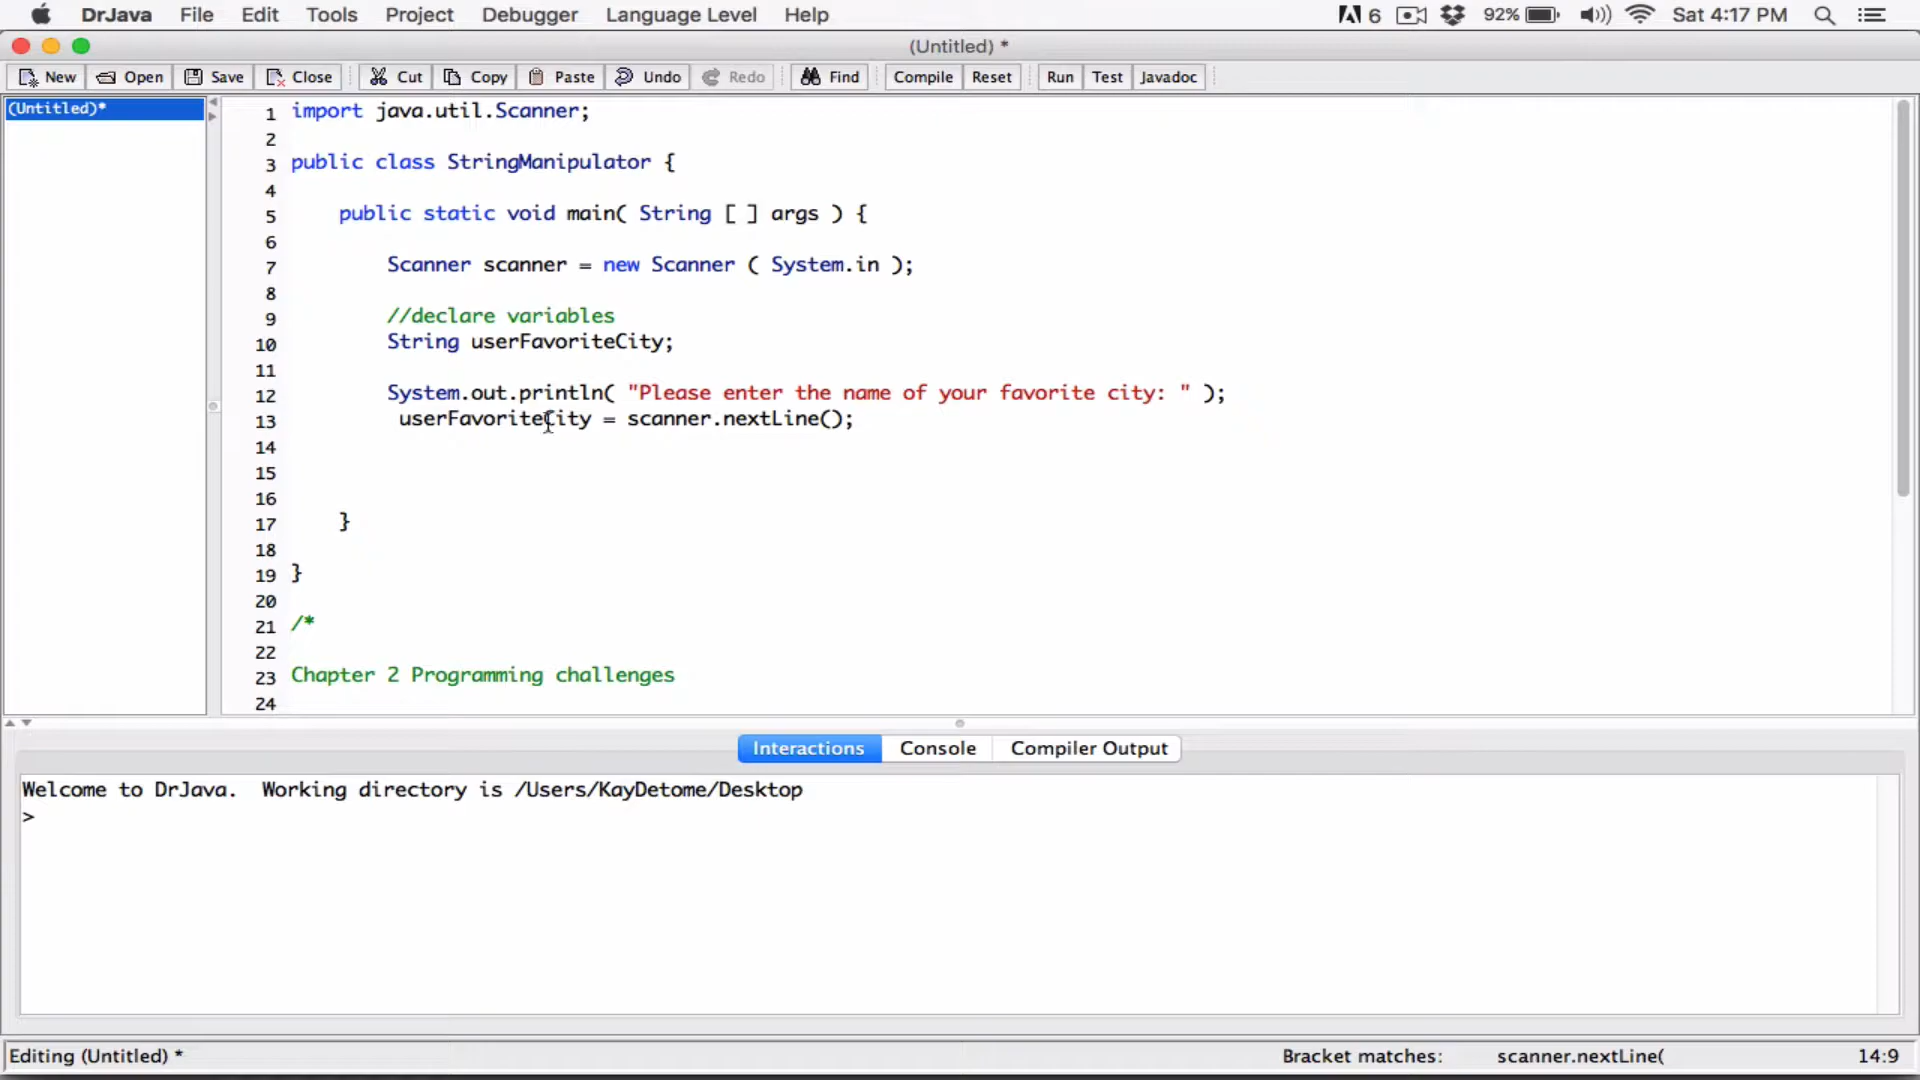 DrJava File Edit Tools Project Debugger Language Level Help 6 92% Sat 4:17 PM
(Untitled) *
New Open Save Close Cut Copy Paste Undo Redo Find Compile Reset Run Test Javadoc
(Untitled)*
1 import java.util.Scanner;
2
3 public class StringManipulator {
4
5 public static void main( String [ ] args ) {
6
7 Scanner scanner = new Scanner ( System.in );
8
9 //declare variables
10 String userFavoriteCity;
11
12 System.out.println( "Please enter the name of your favorite city: " );
13 userFavoriteCity = scanner.nextLine();
14
15
16
17 }
18
19 }
20
21 /*
22
23 Chapter 2 Programming challenges
24
Interactions Console Compiler Output
Welcome to DrJava. Working directory is /Users/KayDetome/Desktop
>
Editing (Untitled) * Bracket matches: scanner.nextLine( 14:9